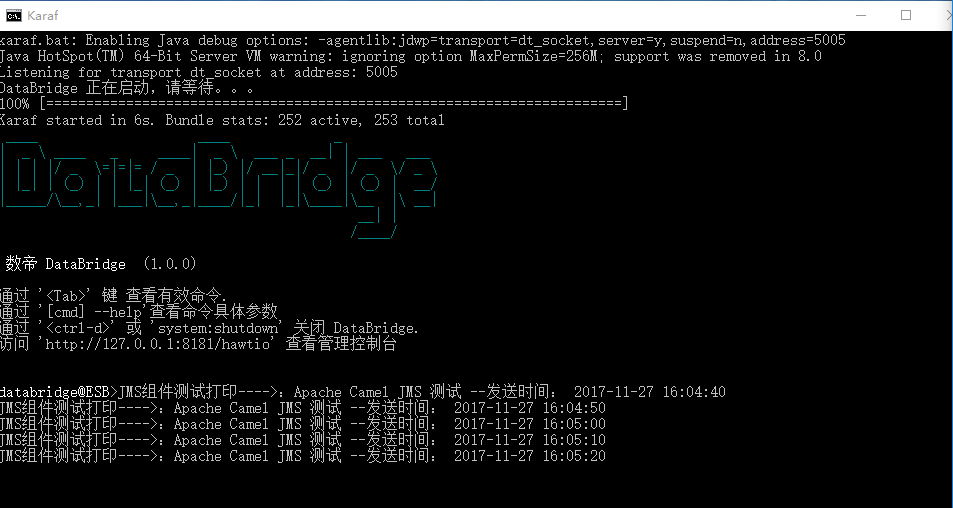 Karaf
karaf.bat: Enabling Java debug options: -agentlib:jdwp=transport=dt_socket,server=y,suspend=n,address=5005
Java HotSpot(TM) 64-Bit Server VM warning: ignoring option MaxPermSize=256M; support was removed in 8.0
Listening for transport dt_socket at address: 5005
DataBridge 正在启动，请等待。。。
100% [========================================================================]
Karaf started in 6s. Bundle stats: 252 active, 253 total
DataBridge
数帝 DataBridge (1.0.0)
通过 '<Tab>' 键 查看有效命令.
通过 '[cmd] --help'查看命令具体参数
通过 '<ctrl-d>' 或 'system:shutdown' 关闭 DataBridge.
访问 'http://127.0.0.1:8181/hawtio' 查看管理控制台
databridge@ESB>JMS组件测试打印---->: Apache Camel JMS 测试 --发送时间： 2017-11-27 16:04:40
JMS组件测试打印---->: Apache Camel JMS 测试 --发送时间： 2017-11-27 16:04:50
JMS组件测试打印---->: Apache Camel JMS 测试 --发送时间： 2017-11-27 16:05:00
JMS组件测试打印---->: Apache Camel JMS 测试 --发送时间： 2017-11-27 16:05:10
JMS组件测试打印---->: Apache Camel JMS 测试 --发送时间： 2017-11-27 16:05:20